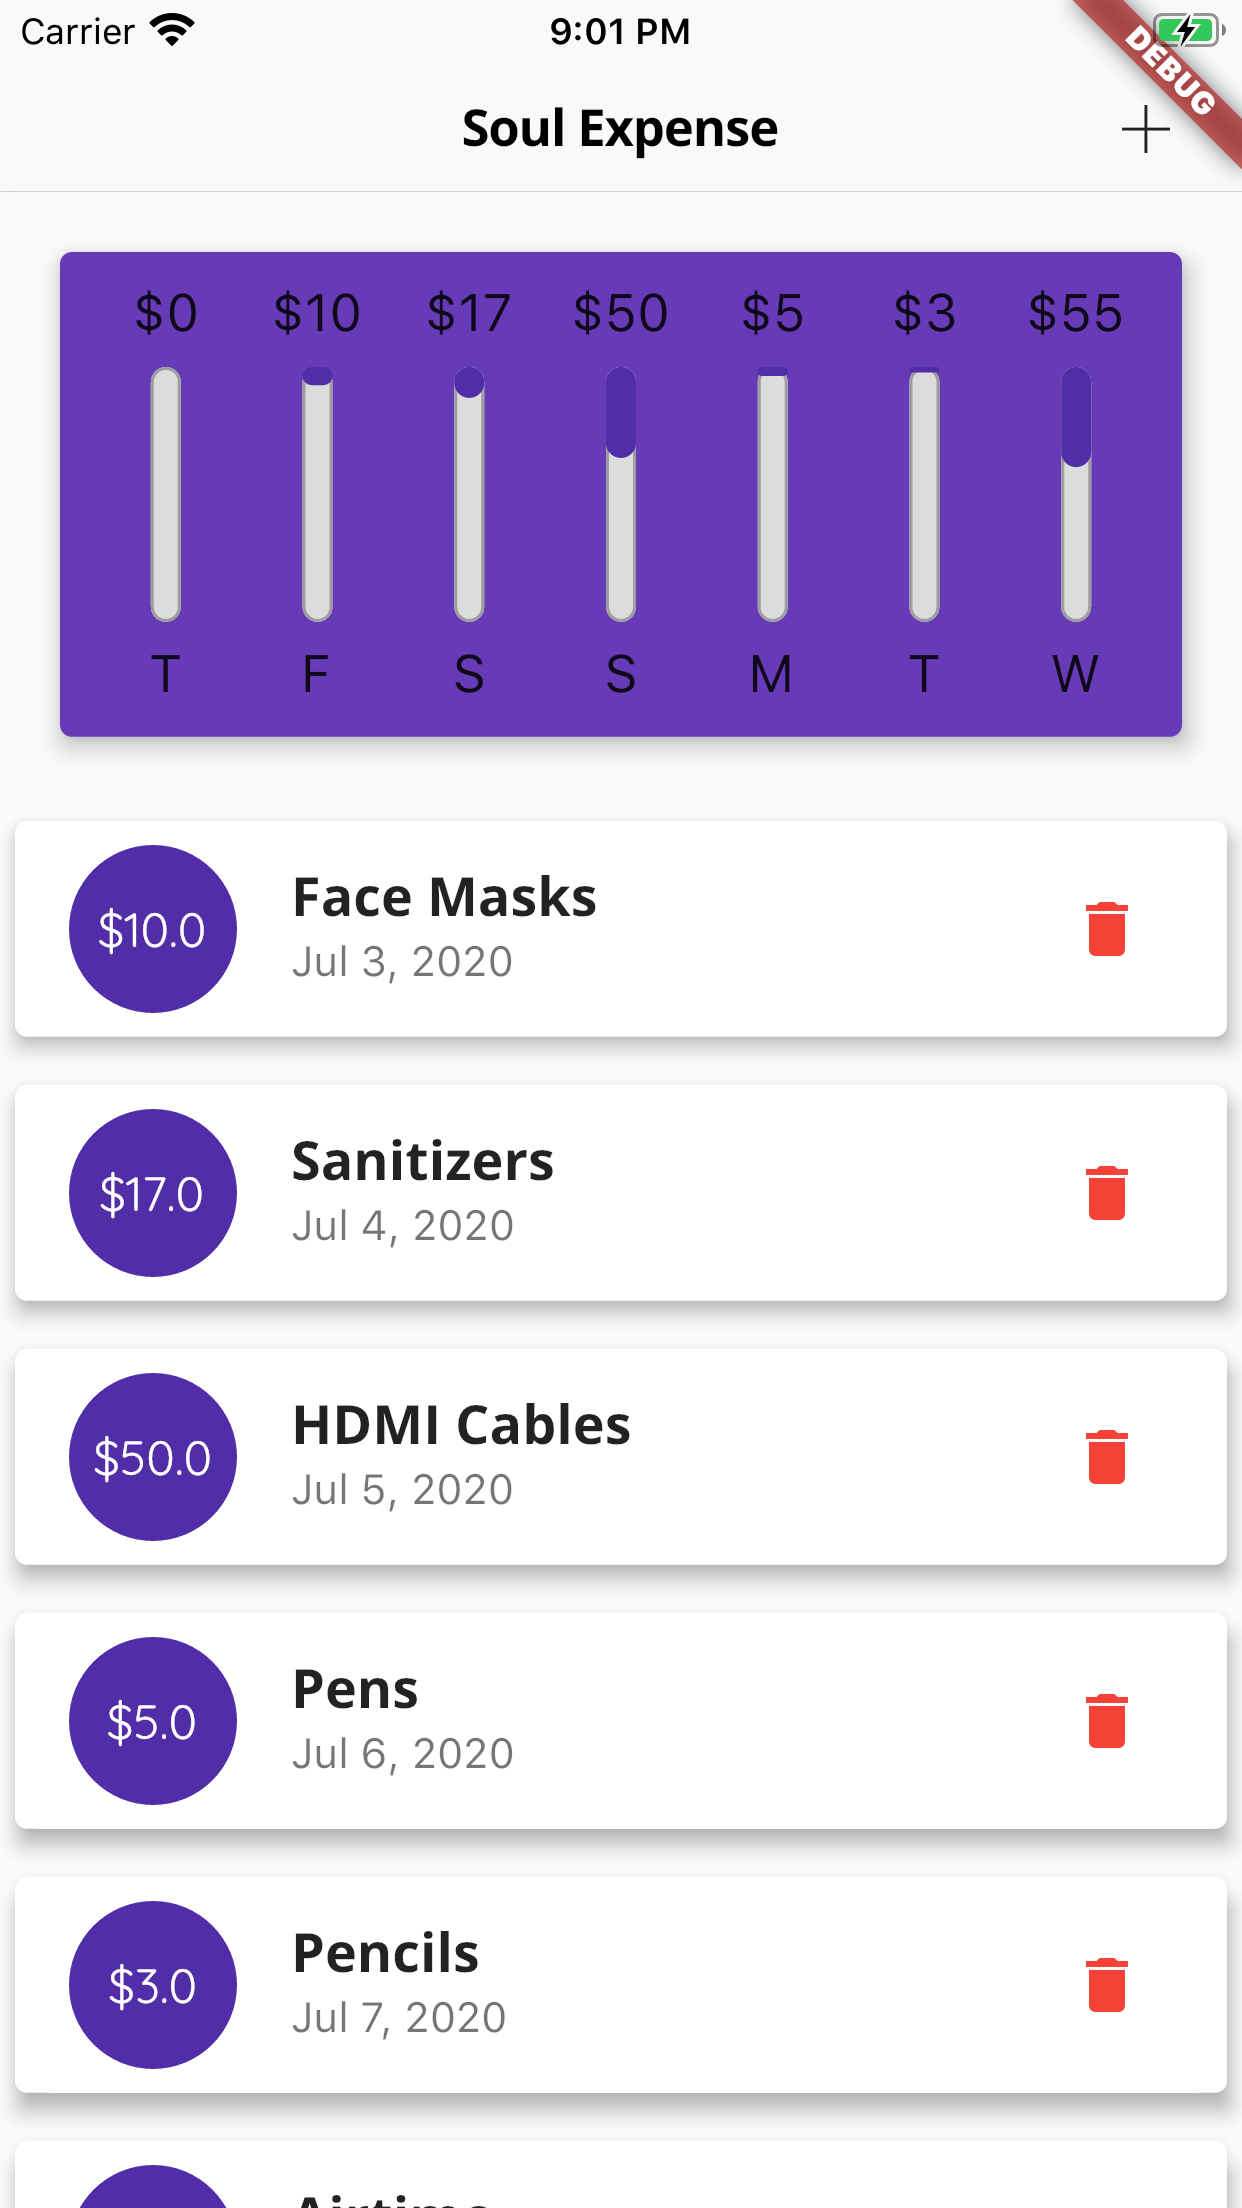 Carrier 9:01 PM
DEBUG
Soul Expense
$0 $10 $17 $50 $5 $3 $55
T F S S M T W
$10.0
Face Masks
Jul 3, 2020
$17.0
Sanitizers
Jul 4, 2020
$50.0
HDMI Cables
Jul 5, 2020
$5.0
Pens
Jul 6, 2020
$3.0
Pencils
Jul 7, 2020
Airtime